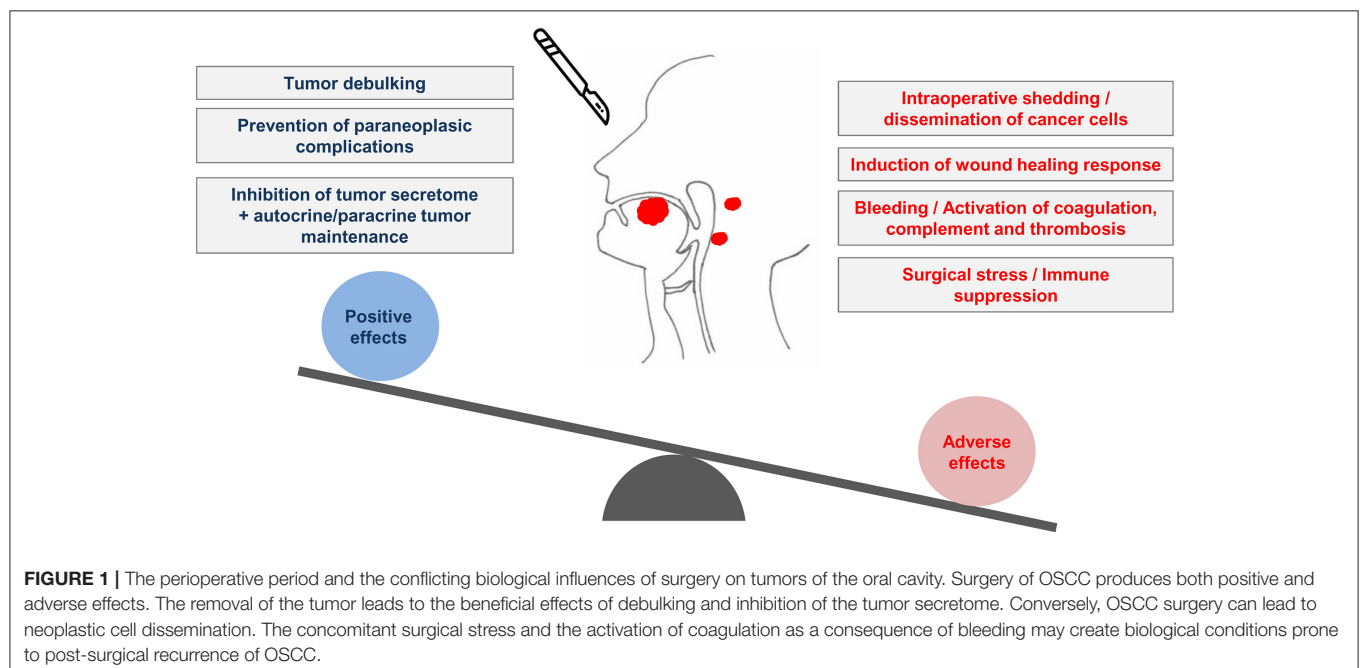 Tumor debulking
Prevention of paraneoplasic
complications
Inhibition of tumor secretome
+ autocrine/paracrine tumor
maintenance
Positive
effects
Intraoperative shedding /
dissemination of cancer cells
Induction of wound healing response
Bleeding / Activation of coagulation,
complement and thrombosis
Surgical stress / Immune
suppression
Adverse
effects
FIGURE 1 | The perioperative period and the conflicting biological influences of surgery on tumors of the oral cavity. Surgery of OSCC produces both positive and
adverse effects. The removal of the tumor leads to the beneficial effects of debulking and inhibition of the tumor secretome. Conversely, OSCC surgery can lead to
neoplastic cell dissemination. The concomitant surgical stress and the activation of coagulation as a consequence of bleeding may create biological conditions prone
to post-surgical recurrence of OSCC.